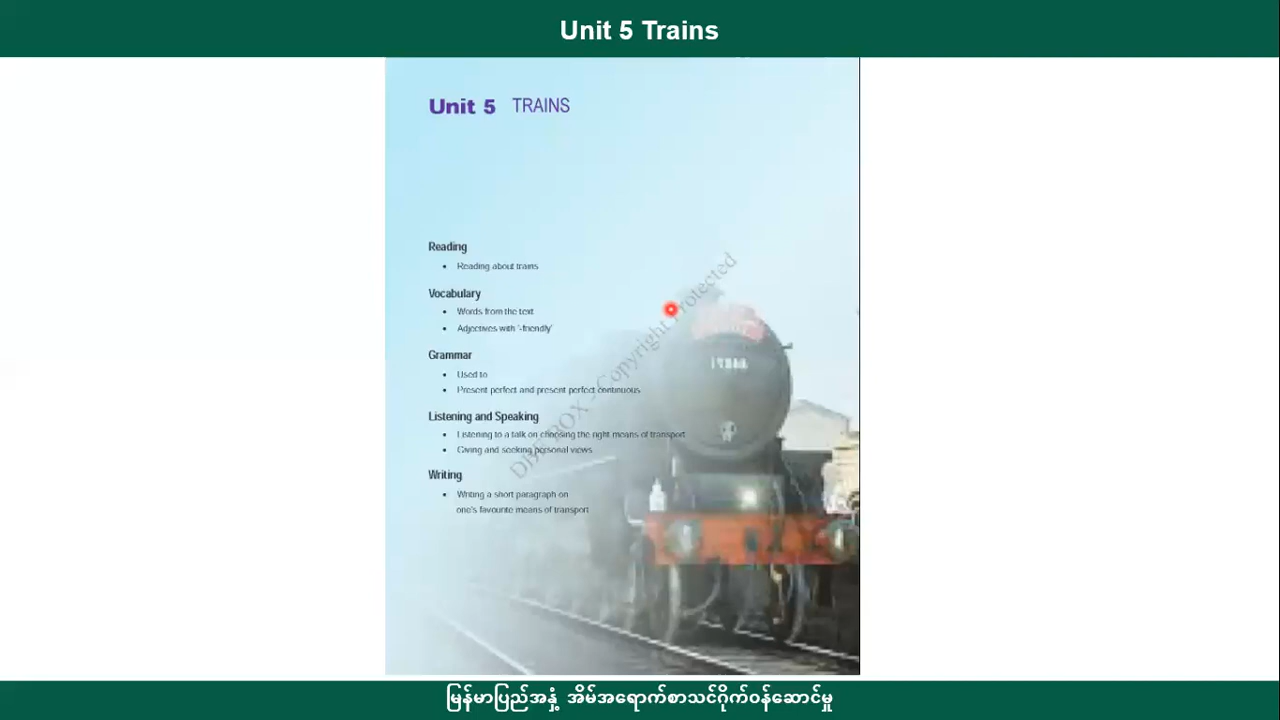 Unit 5 Trains
Unit 5 TRAINS
Reading
• Reading about trains
Vocabulary
• Words from the text
• Adjectives with '-friendly'
Grammar
• Used to
• Present perfect and present perfect continuous
Listening and Speaking
• Listening to a talk on choosing the right means of transport
• Giving and seeking personal views
Writing
• Writing a short paragraph on
one's favourite means of transport
Copyright Protected
မြန်မာပြည်အနှံ့ အိမ်အရောက်စာသင်ဂိုက်ဝန်ဆောင်မှု